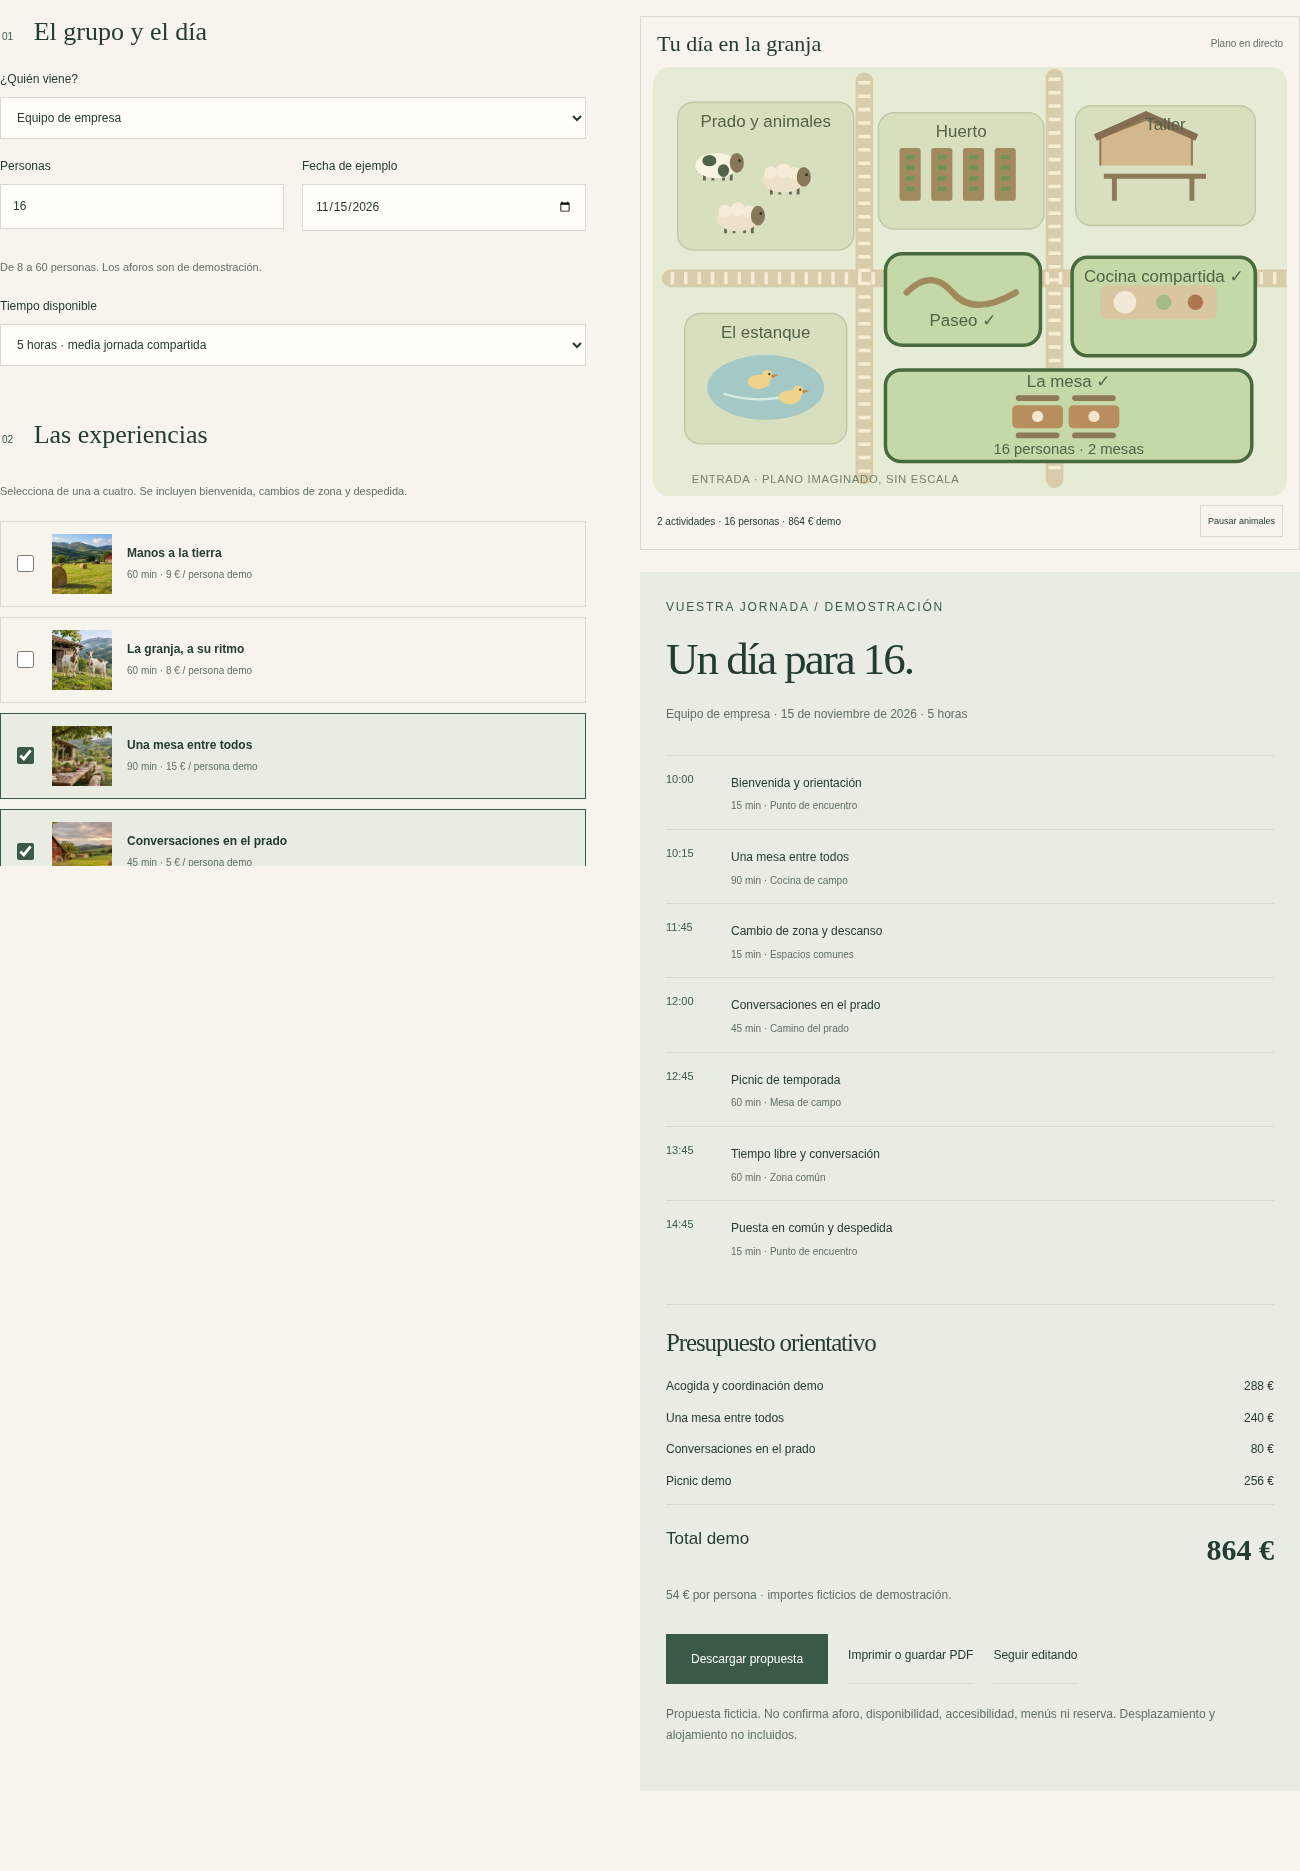 01 El grupo y el día
¿Quién viene?
Equipo de empresa
Personas
Fecha de ejemplo
16
11/15/2026
De 8 a 60 personas. Los aforos son de demostración.
Tiempo disponible
5 horas · media jornada compartida
02 Las experiencias
Selecciona de una a cuatro. Se incluyen bienvenida, cambios de zona y despedida.
Manos a la tierra
60 min · 9 € / persona demo
La granja, a su ritmo
60 min · 8 € / persona demo
Una mesa entre todos
90 min · 15 € / persona demo
Conversaciones en el prado
45 min · 5 € / persona demo
Tu día en la granja
Plano en directo
Prado y animales
Huerto
Taller
Paseo ✓
Cocina compartida ✓
El estanque
La mesa ✓
16 personas · 2 mesas
ENTRADA · PLANO IMAGINADO, SIN ESCALA
2 actividades · 16 personas · 864 € demo
Pausar animales
VUESTRA JORNADA / DEMOSTRACIÓN
Un día para 16.
Equipo de empresa · 15 de noviembre de 2026 · 5 horas
10:00 Bienvenida y orientación
15 min · Punto de encuentro
10:15 Una mesa entre todos
90 min · Cocina de campo
11:45 Cambio de zona y descanso
15 min · Espacios comunes
12:00 Conversaciones en el prado
45 min · Camino del prado
12:45 Picnic de temporada
60 min · Mesa de campo
13:45 Tiempo libre y conversación
60 min · Zona común
14:45 Puesta en común y despedida
15 min · Punto de encuentro
Presupuesto orientativo
Acogida y coordinación demo 288 €
Una mesa entre todos 240 €
Conversaciones en el prado 80 €
Picnic demo 256 €
Total demo 864 €
54 € por persona · importes ficticios de demostración.
Descargar propuesta
Imprimir o guardar PDF
Seguir editando
Propuesta ficticia. No confirma aforo, disponibilidad, accesibilidad, menús ni reserva. Desplazamiento y
alojamiento no incluidos.